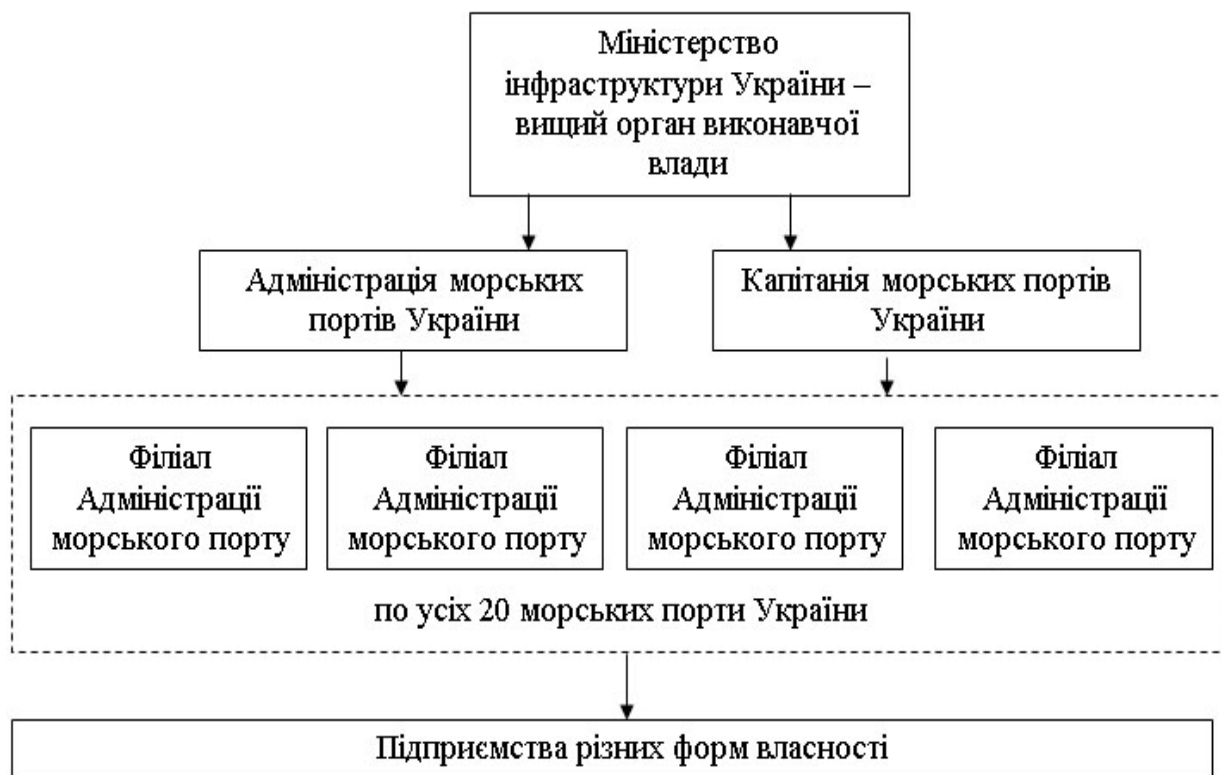 Міністерство
інфраструктури України –
вищий орган виконавчої
влади
Адміністрація морських
портів України
Капітанія морських портів
України
Філіал
Адміністрації
морського порту
Філіал
Адміністрації
морського порту
Філіал
Адміністрації
морського порту
Філіал
Адміністрації
морського порту
по усіх 20 морських порти України
Підприємства різних форм власності